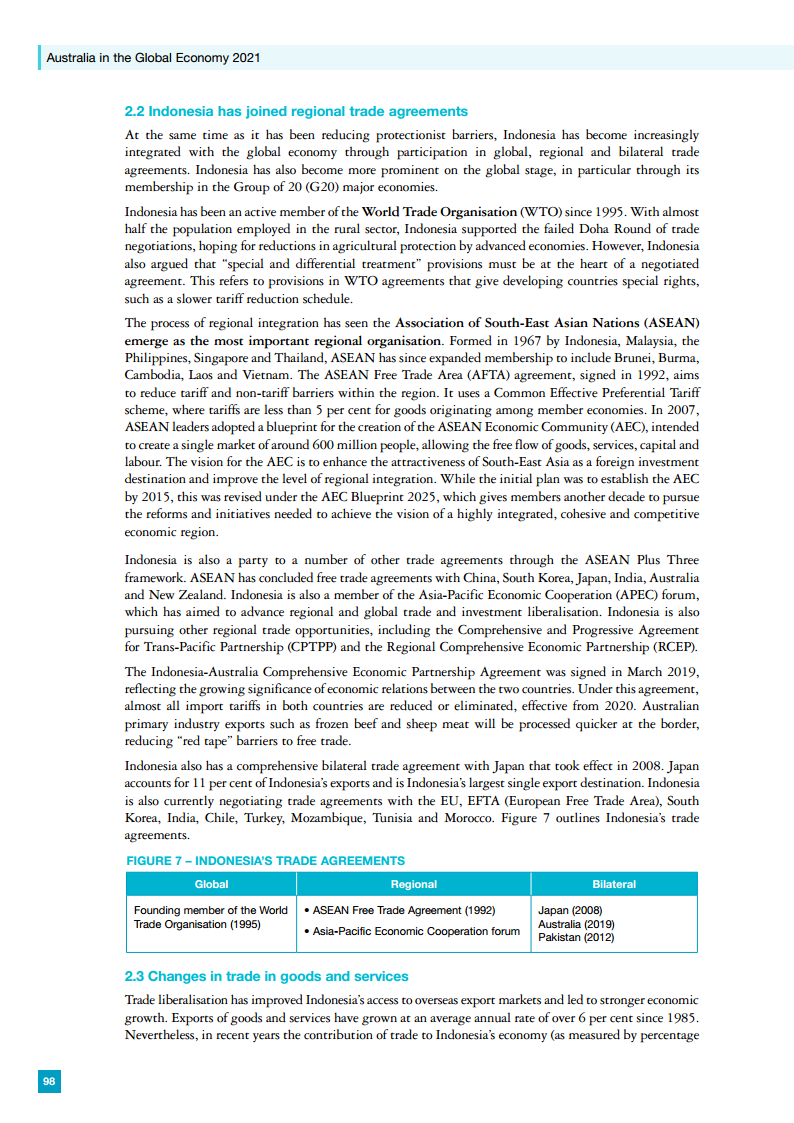 Australia in the Global Economy 2021
2.2 Indonesia has joined regional trade agreements
At the same time as it has been reducing protectionist barriers, Indonesia has become increasingly
integrated with the global economy through participation in global, regional and bilateral trade
agreements. Indonesia has also become more prominent on the global stage, in particular through its
membership in the Group of 20 (G20) major economies.
Indonesia has been an active member of the World Trade Organisation (WTO) since 1995. With almost
half the population employed in the rural sector, Indonesia supported the failed Doha Round of trade
negotiations, hoping for reductions in agricultural protection by advanced economies. However, Indonesia
also argued that “special and differential treatment” provisions must be at the heart of a negotiated
agreement. This refers to provisions in WTO agreements that give developing countries special rights,
such as a slower tariff reduction schedule.
The process of regional integration has seen the Association of South-East Asian Nations (ASEAN)
emerge as the most important regional organisation. Formed in 1967 by Indonesia, Malaysia, the
Philippines, Singapore and Thailand, ASEAN has since expanded membership to include Brunei, Burma,
Cambodia, Laos and Vietnam. The ASEAN Free Trade Area (AFTA) agreement, signed in 1992, aims
to reduce tariff and non-tariff barriers within the region. It uses a Common Effective Preferential Tariff
scheme, where tariffs are less than 5 per cent for goods originating among member economies. In 2007,
ASEAN leaders adopted a blueprint for the creation of the ASEAN Economic Community (AEC), intended
to create a single market of around 600 million people, allowing the free flow of goods, services, capital and
labour. The vision for the AEC is to enhance the attractiveness of South-East Asia as a foreign investment
destination and improve the level of regional integration. While the initial plan was to establish the AEC
by 2015, this was revised under the AEC Blueprint 2025, which gives members another decade to pursue
the reforms and initiatives needed to achieve the vision of a highly integrated, cohesive and competitive
economic region.
Indonesia is also a party to a number of other trade agreements through the ASEAN Plus Three
framework. ASEAN has concluded free trade agreements with China, South Korea, Japan, India, Australia
and New Zealand. Indonesia is also a member of the Asia-Pacific Economic Cooperation (APEC) forum,
which has aimed to advance regional and global trade and investment liberalisation. Indonesia is also
pursuing other regional trade opportunities, including the Comprehensive and Progressive Agreement
for Trans-Pacific Partnership (CPTPP) and the Regional Comprehensive Economic Partnership (RCEP).
The Indonesia-Australia Comprehensive Economic Partnership Agreement was signed in March 2019,
reflecting the growing significance of economic relations between the two countries. Under this agreement,
almost all import tariffs in both countries are reduced or eliminated, effective from 2020. Australian
primary industry exports such as frozen beef and sheep meat will be processed quicker at the border,
reducing “red tape” barriers to free trade.
Indonesia also has a comprehensive bilateral trade agreement with Japan that took effect in 2008. Japan
accounts for 11 per cent of Indonesia’s exports and is Indonesia’s largest single export destination. Indonesia
is also currently negotiating trade agreements with the EU, EFTA (European Free Trade Area), South
Korea, India, Chile, Turkey, Mozambique, Tunisia and Morocco. Figure 7 outlines Indonesia’s trade
agreements.
FIGURE 7 – INDONESIA’S TRADE AGREEMENTS
Global Regional Bilateral
Founding member of the World
Trade Organisation (1995)
• ASEAN Free Trade Agreement (1992)
• Asia-Pacific Economic Cooperation forum
Japan (2008)
Australia (2019)
Pakistan (2012)
2.3 Changes in trade in goods and services
Trade liberalisation has improved Indonesia’s access to overseas export markets and led to stronger economic
growth. Exports of goods and services have grown at an average annual rate of over 6 per cent since 1985.
Nevertheless, in recent years the contribution of trade to Indonesia’s economy (as measured by percentage
98